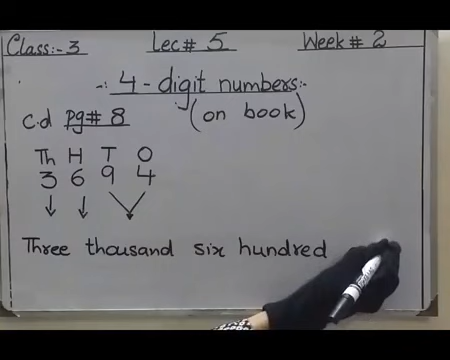 Class:- 3 Lec# 5 Week # 2
-: 4 - digit numbers:-
c.d pg# 8 (on book)
Th H T O
3 6 9 4
Three thousand six hundred